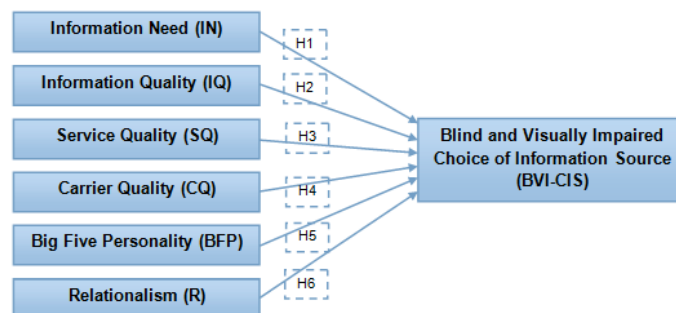 Information Need (IN)
H1
Information Quality (IQ)
H2
Service Quality (SQ)
H3
Carrier Quality (CQ)
H4
Big Five Personality (BFP)
H5
Relationalism (R)
H6
Blind and Visually Impaired
Choice of Information Source
(BVI-CIS)